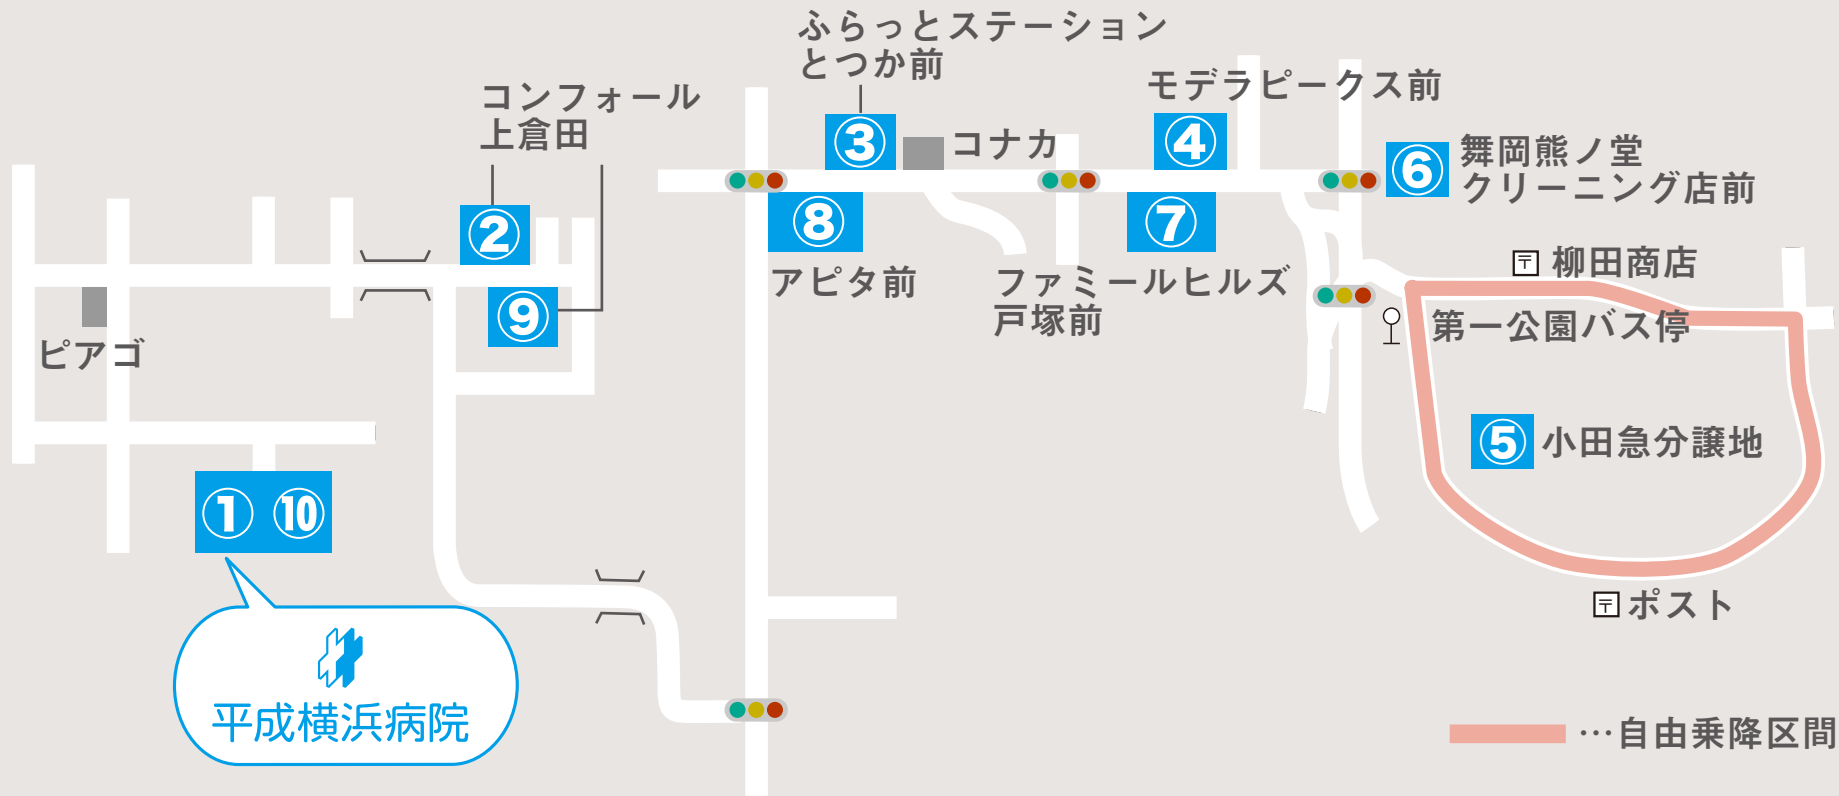 ふらっとステーション
とつか前
コンフォール
上倉田
モデラピークス前
③
コナカ
④
⑥
舞岡熊ノ堂
クリーニング店前
②
⑧
⑦
アピタ前
ファミールヒルズ
戸塚前
〒 柳田商店
⑨
ピアゴ
第一公園バス停
⑤ 小田急分譲地
① ⑩
〒 ポスト
平成横浜病院
…自由乗降区間